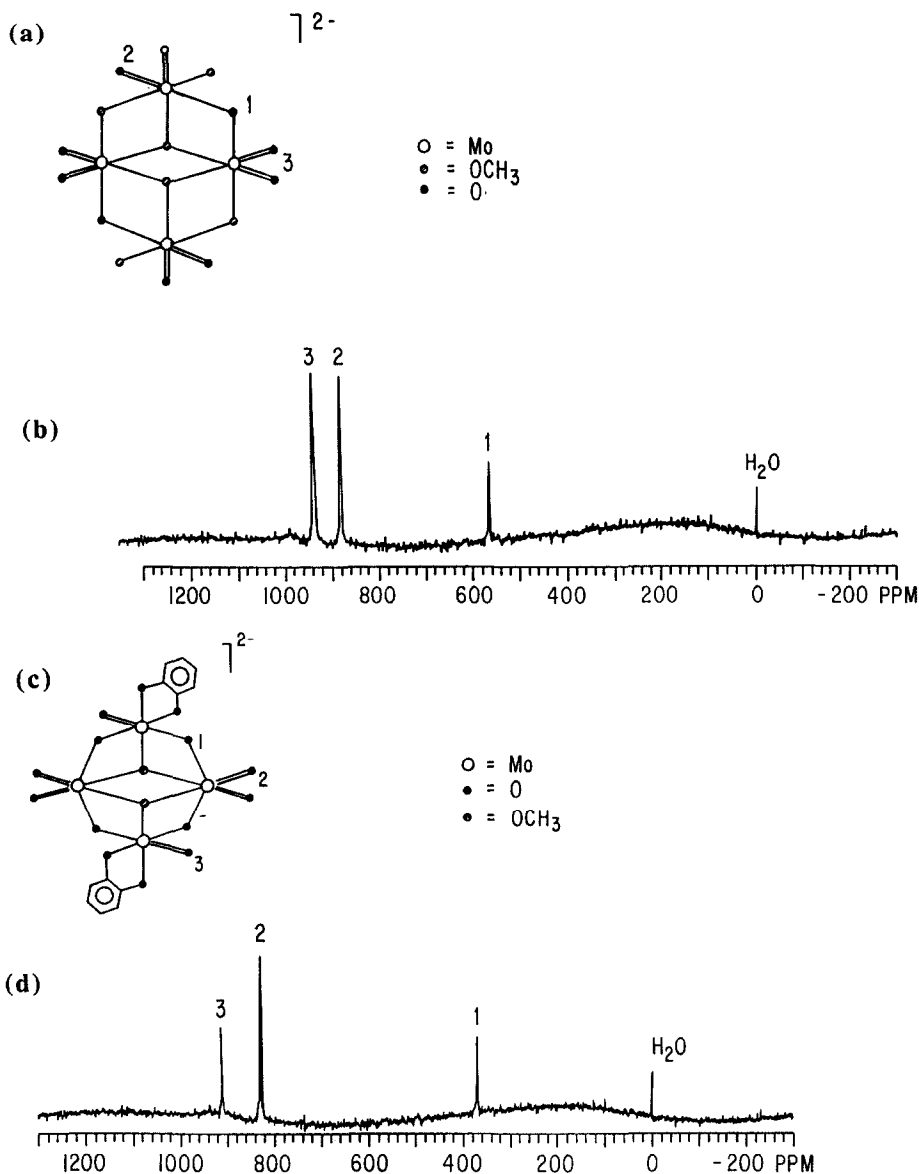 (a)
]2-
2
1
3
O = Mo
= OCH3
= O
(b)
3 2
1
H2O
1200 1000 800 600 400 200 0 -200 PPM
]2-
(c)
1
2
3
O = Mo
= O
= OCH3
(d)
2
3
1
H2O
1200 1000 800 600 400 200 0 -200 PPM